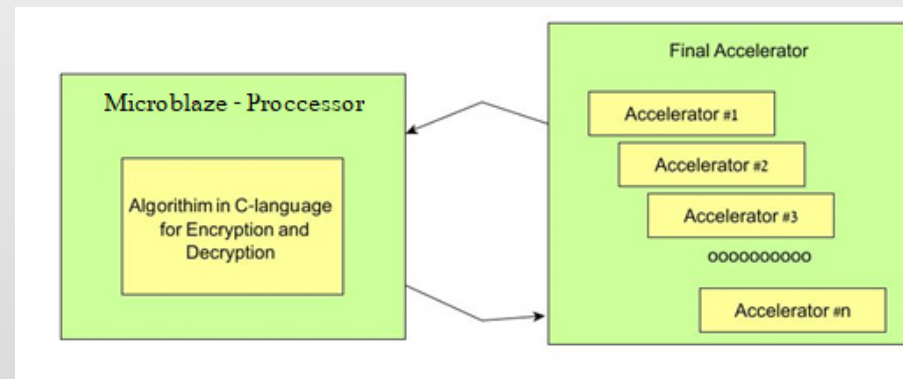 Microblaze - Proccessor
Algorithim in C-language
for Encryption and
Decryption
Final Accelerator
Accelerator #1
Accelerator #2
Accelerator #3
oooooooooo
Accelerator #n